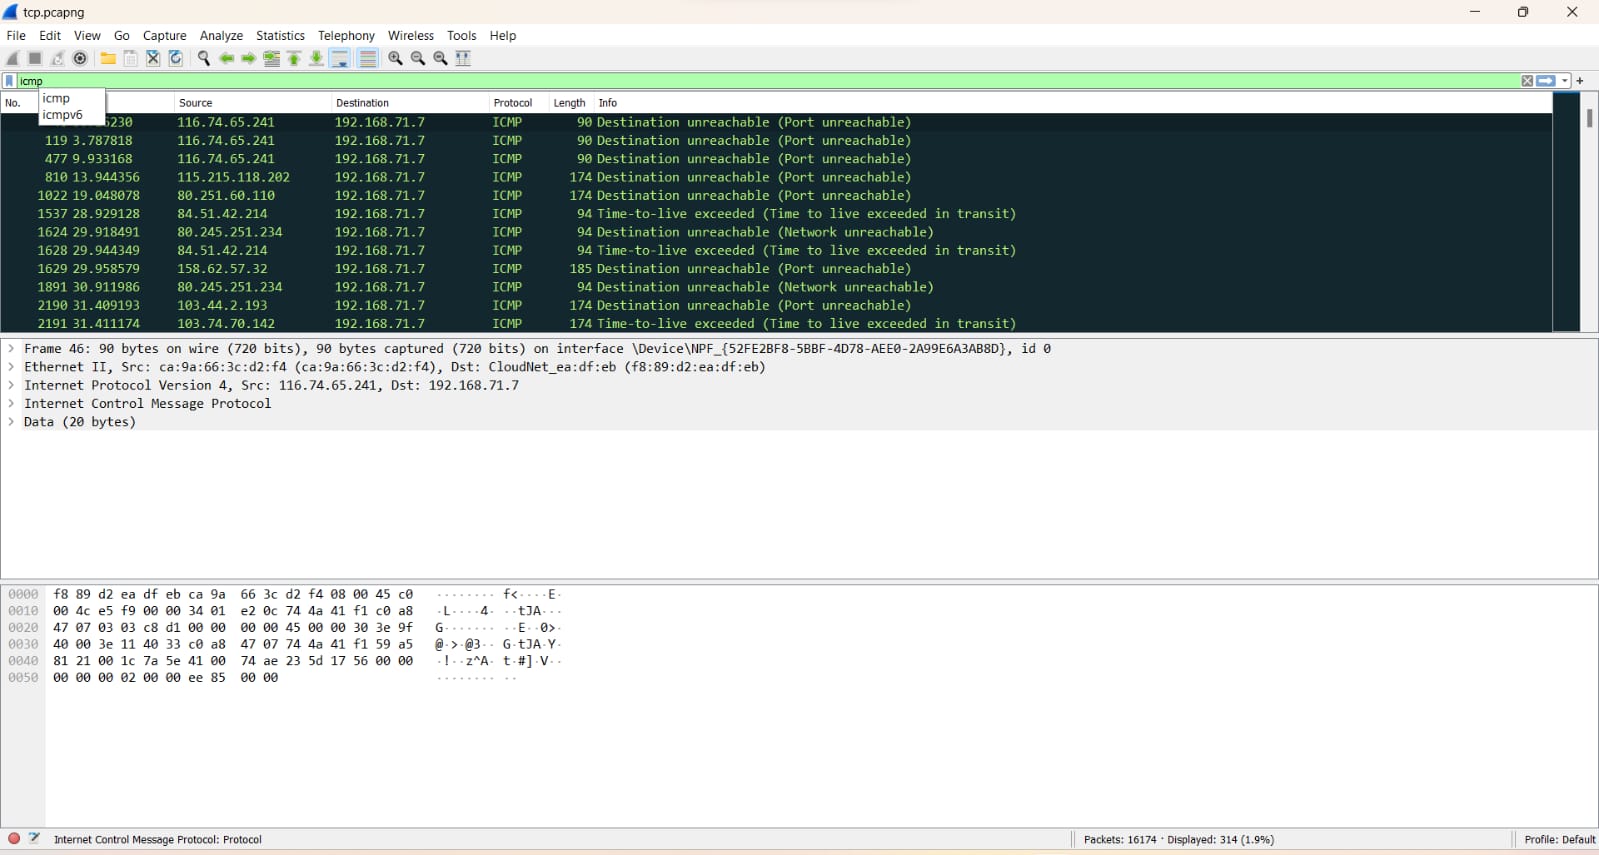 tcp.pcapng
File Edit View Go Capture Analyze Statistics Telephony Wireless Tools Help
icmp
No. Source Destination Protocol Length Info
icmp
icmpv6
6230 116.74.65.241 192.168.71.7 ICMP 90 Destination unreachable (Port unreachable)
119 3.787818 116.74.65.241 192.168.71.7 ICMP 90 Destination unreachable (Port unreachable)
477 9.933168 116.74.65.241 192.168.71.7 ICMP 90 Destination unreachable (Port unreachable)
810 13.944356 115.215.118.202 192.168.71.7 ICMP 174 Destination unreachable (Port unreachable)
1022 19.048078 80.251.60.110 192.168.71.7 ICMP 174 Destination unreachable (Port unreachable)
1537 28.929128 84.51.42.214 192.168.71.7 ICMP 94 Time-to-live exceeded (Time to live exceeded in transit)
1624 29.918491 80.245.251.234 192.168.71.7 ICMP 94 Destination unreachable (Network unreachable)
1628 29.944349 84.51.42.214 192.168.71.7 ICMP 94 Time-to-live exceeded (Time to live exceeded in transit)
1629 29.958579 158.62.57.32 192.168.71.7 ICMP 185 Destination unreachable (Port unreachable)
1891 30.911986 80.245.251.234 192.168.71.7 ICMP 94 Destination unreachable (Network unreachable)
2190 31.409193 103.44.2.193 192.168.71.7 ICMP 174 Destination unreachable (Port unreachable)
2191 31.411174 103.74.70.142 192.168.71.7 ICMP 174 Time-to-live exceeded (Time to live exceeded in transit)
Frame 46: 90 bytes on wire (720 bits), 90 bytes captured (720 bits) on interface \Device\NPF_{52FE2BF8-5BBF-4D78-AEE0-2A99E6A3AB8D}, id 0
Ethernet II, Src: ca:9a:66:3c:d2:f4 (ca:9a:66:3c:d2:f4), Dst: CloudNet_ea:df:eb (f8:89:d2:ea:df:eb)
Internet Protocol Version 4, Src: 116.74.65.241, Dst: 192.168.71.7
Internet Control Message Protocol
Data (20 bytes)
0000 f8 89 d2 ea df eb ca 9a 66 3c d2 f4 08 00 45 c0 ········ f<····E·
0010 00 4c e5 f9 00 00 34 01 e2 0c 74 4a 41 f1 c0 a8 ·L····4· ··tJA···
0020 47 07 03 03 c8 d1 00 00 00 00 45 00 00 30 3e 9f G······· ··E··0>·
0030 40 00 3e 11 40 33 c0 a8 47 07 74 4a 41 f1 59 a5 @·>·@3·· G·tJA·Y·
0040 81 21 00 1c 7a 5e 41 00 74 ae 23 5d 17 56 00 00 ·!··z^A· t·#]·V··
0050 00 00 00 02 00 00 ee 85 00 00 ········ ··
Internet Control Message Protocol: Protocol
Packets: 16174 · Displayed: 314 (1.9%)
Profile: Default